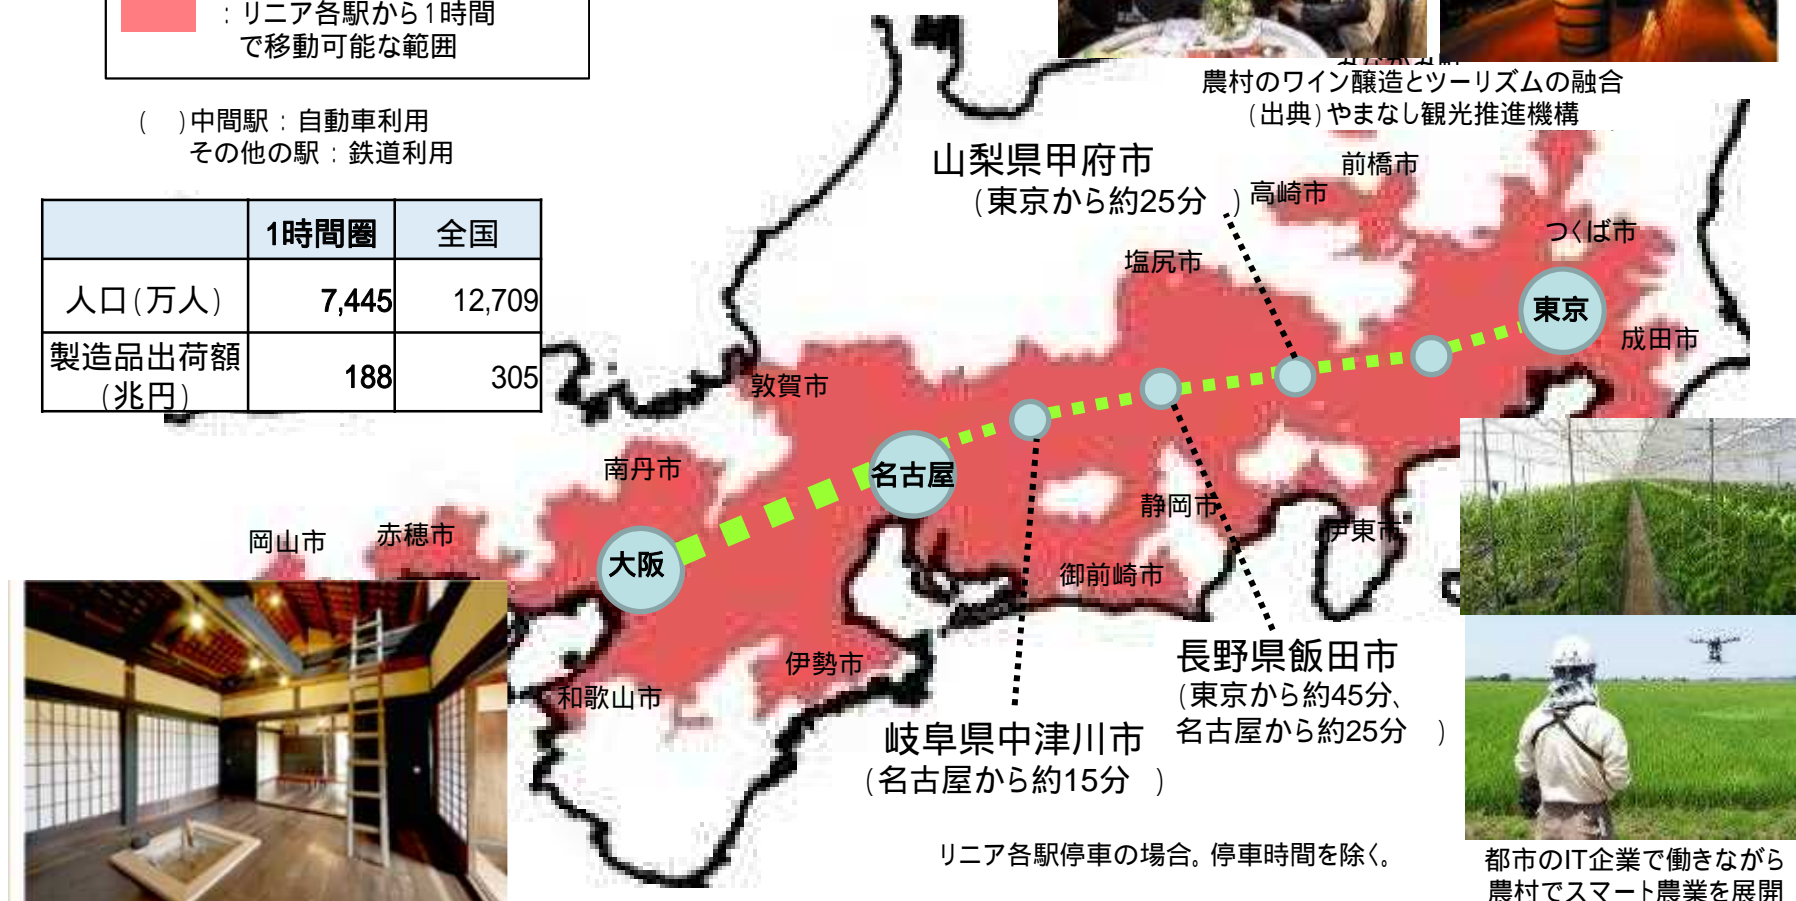 ：リニア各駅から1時間
で移動可能な範囲
(　)中間駅：自動車利用
その他の駅：鉄道利用
1時間圏　全国
人口(万人)　7,445　12,709
製造品出荷額
(兆円)　188　305
農村のワイン醸造とツーリズムの融合
(出典)やまなし観光推進機構
山梨県甲府市
(東京から約25分　)
前橋市
高崎市
つくば市
塩尻市
東京
成田市
敦賀市
名古屋
南丹市
静岡市
伊東市
岡山市
赤穂市
大阪
御前崎市
伊勢市
和歌山市
長野県飯田市
(東京から約45分、
名古屋から約25分　)
岐阜県中津川市
(名古屋から約15分　)
リニア各駅停車の場合。停車時間を除く。
都市のIT企業で働きながら
農村でスマート農業を展開